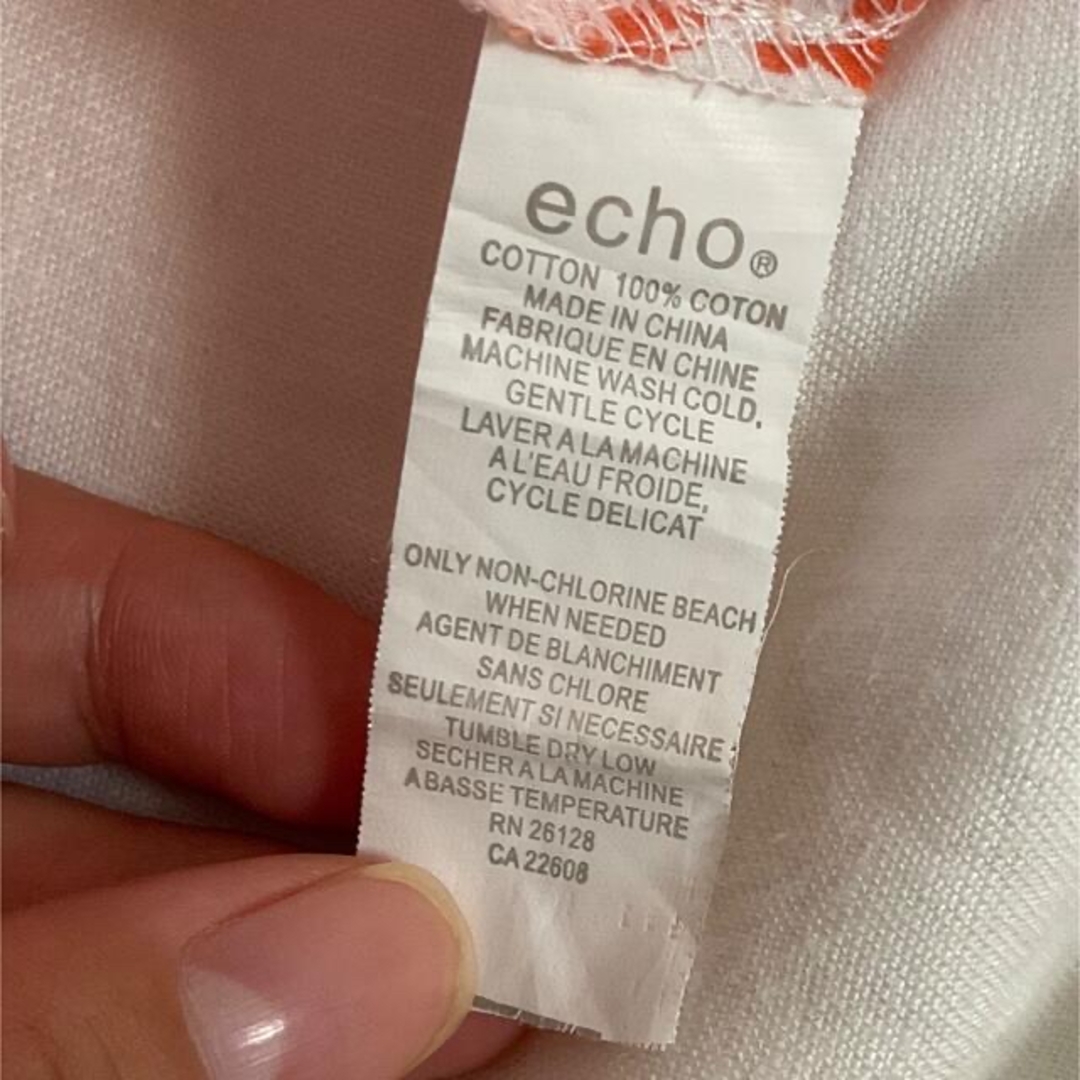 echo®
COTTON 100% COTON
MADE IN CHINA
FABRIQUE EN CHINE
MACHINE WASH COLD,
GENTLE CYCLE
LAVER A LA MACHINE
A L'EAU FROIDE,
CYCLE DELICAT
ONLY NON-CHLORINE BEACH
WHEN NEEDED
AGENT DE BLANCHIMENT
SANS CHLORE
SEULEMENT SI NECESSAIRE
TUMBLE DRY LOW
SECHER A LA MACHINE
A BASSE TEMPERATURE
RN 26128
CA 22608